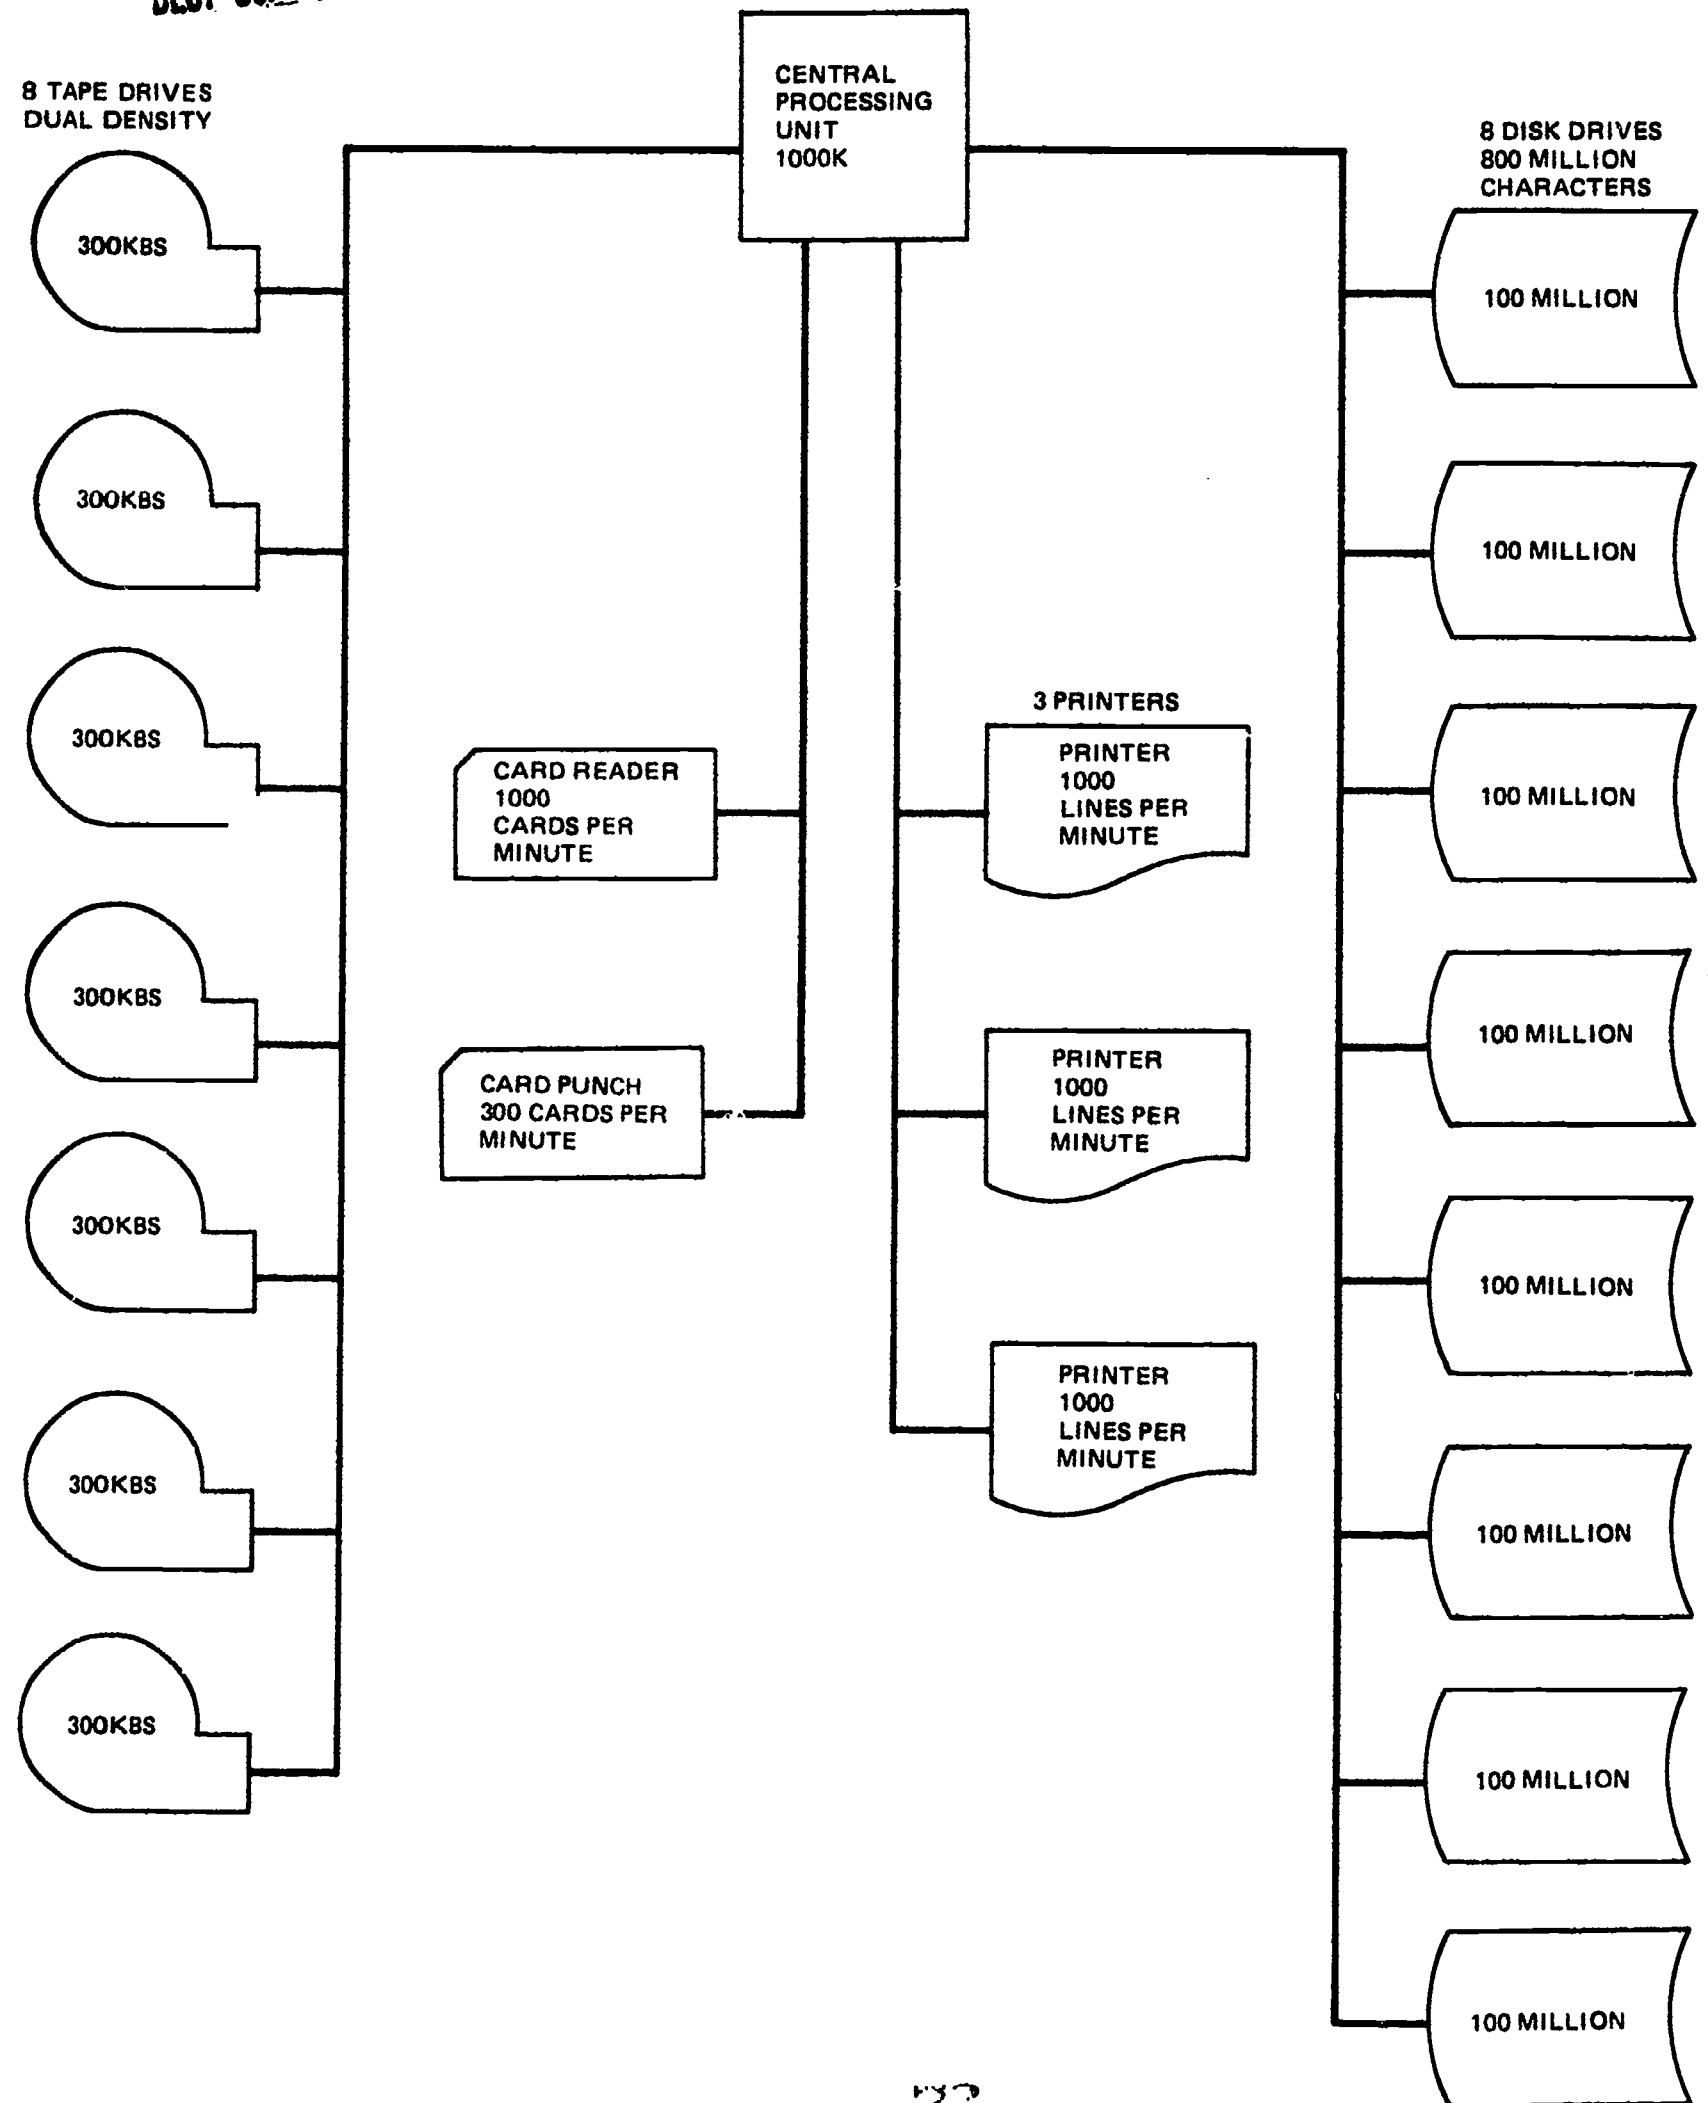 8 TAPE DRIVES
DUAL DENSITY
300KBS
300KBS
300KBS
300KBS
300KBS
300KBS
300KBS
CENTRAL
PROCESSING
UNIT
1000K
CARD READER
1000
CARDS PER
MINUTE
CARD PUNCH
300 CARDS PER
MINUTE
3 PRINTERS
PRINTER
1000
LINES PER
MINUTE
PRINTER
1000
LINES PER
MINUTE
PRINTER
1000
LINES PER
MINUTE
8 DISK DRIVES
800 MILLION
CHARACTERS
100 MILLION
100 MILLION
100 MILLION
100 MILLION
100 MILLION
100 MILLION
100 MILLION
100 MILLION